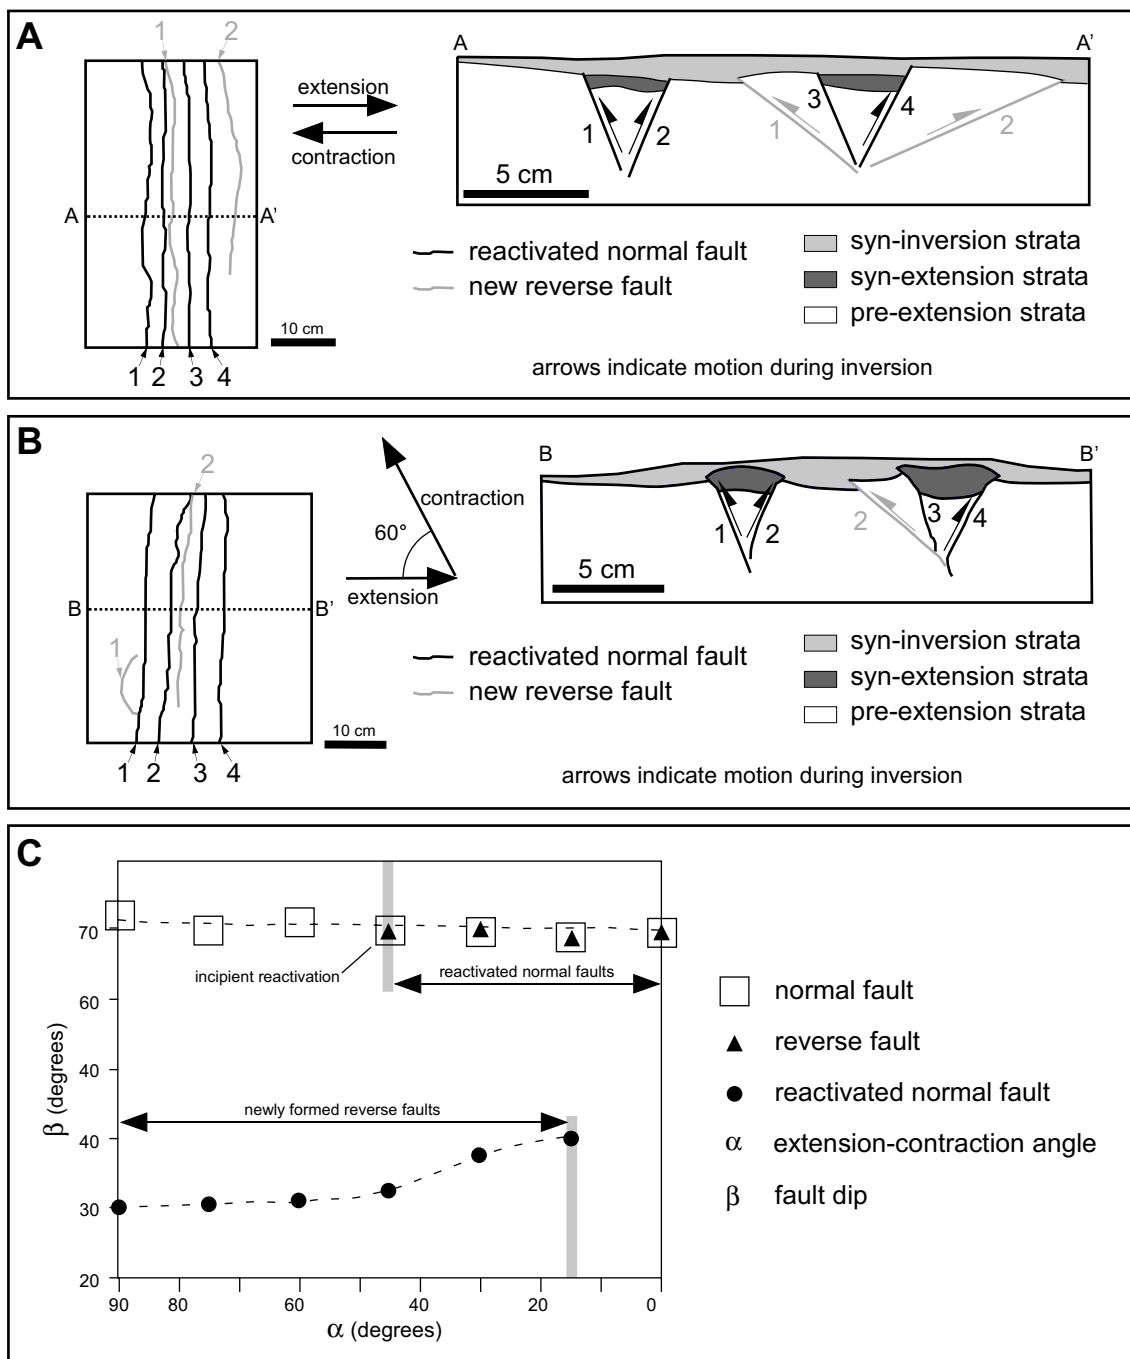 A
1
2
extension
contraction
A
A'
1
2
3
4
A
A'
1
2
1
3
4
2
5 cm
reactivated normal fault
new reverse fault
10 cm
syn-inversion strata
syn-extension strata
pre-extension strata
arrows indicate motion during inversion
B
2
contraction
60°
extension
B
B'
1
1
2
3
4
10 cm
B
B'
1
2
2
3
4
5 cm
reactivated normal fault
new reverse fault
syn-inversion strata
syn-extension strata
pre-extension strata
arrows indicate motion during inversion
C
70
60
40
40
30
20
β (degrees)
incipient reactivation
reactivated normal faults
newly formed reverse faults
90
80
60
40
20
0
α (degrees)
normal fault
reverse fault
reactivated normal fault
α extension-contraction angle
β fault dip